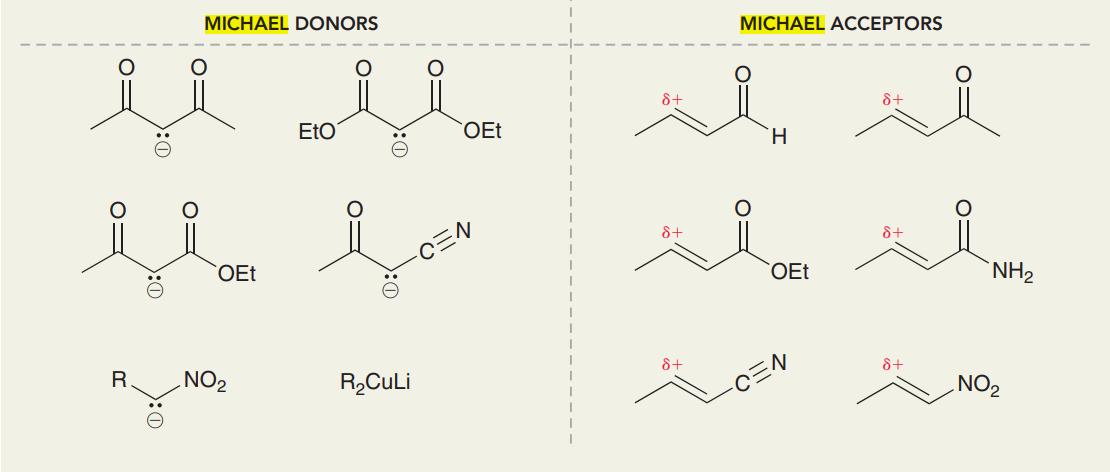 MICHAEL DONORS
MICHAEL ACCEPTORS
O O
⊖
O O
EtO OEt
⊖
O O
OEt
⊖
O
C≡N
⊖
R NO₂
⊖
R₂CuLi
δ+ O
H
δ+ O
δ+ O
OEt
δ+ O
NH₂
δ+
C≡N
δ+
NO₂